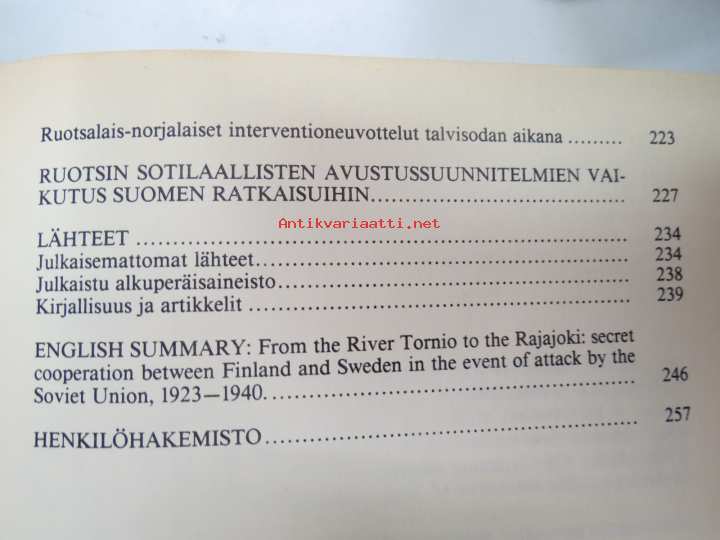 Ruotsalais-norjalaiset interventioneuvottelut talvisodan aikana ......... 223
RUOTSIN SOTILAALLISTEN AVUSTUSSUUNNITELMIEN VAI-
KUTUS SUOMEN RATKAISUIHIN........................................ 227
Antikvariaatti.net
LÄHTEET ........................................................................ 234
Julkaisemattomat lähteet...................................................... 234
Julkaistu alkuperäisaineisto................................................... 238
Kirjallisuus ja artikkelit ........................................................ 239
ENGLISH SUMMARY: From the River Tornio to the Rajajoki: secret
cooperation between Finland and Sweden in the event of attack by the
Soviet Union, 1923—1940..................................................... 246
HENKILÖHAKEMISTO...................................................... 257